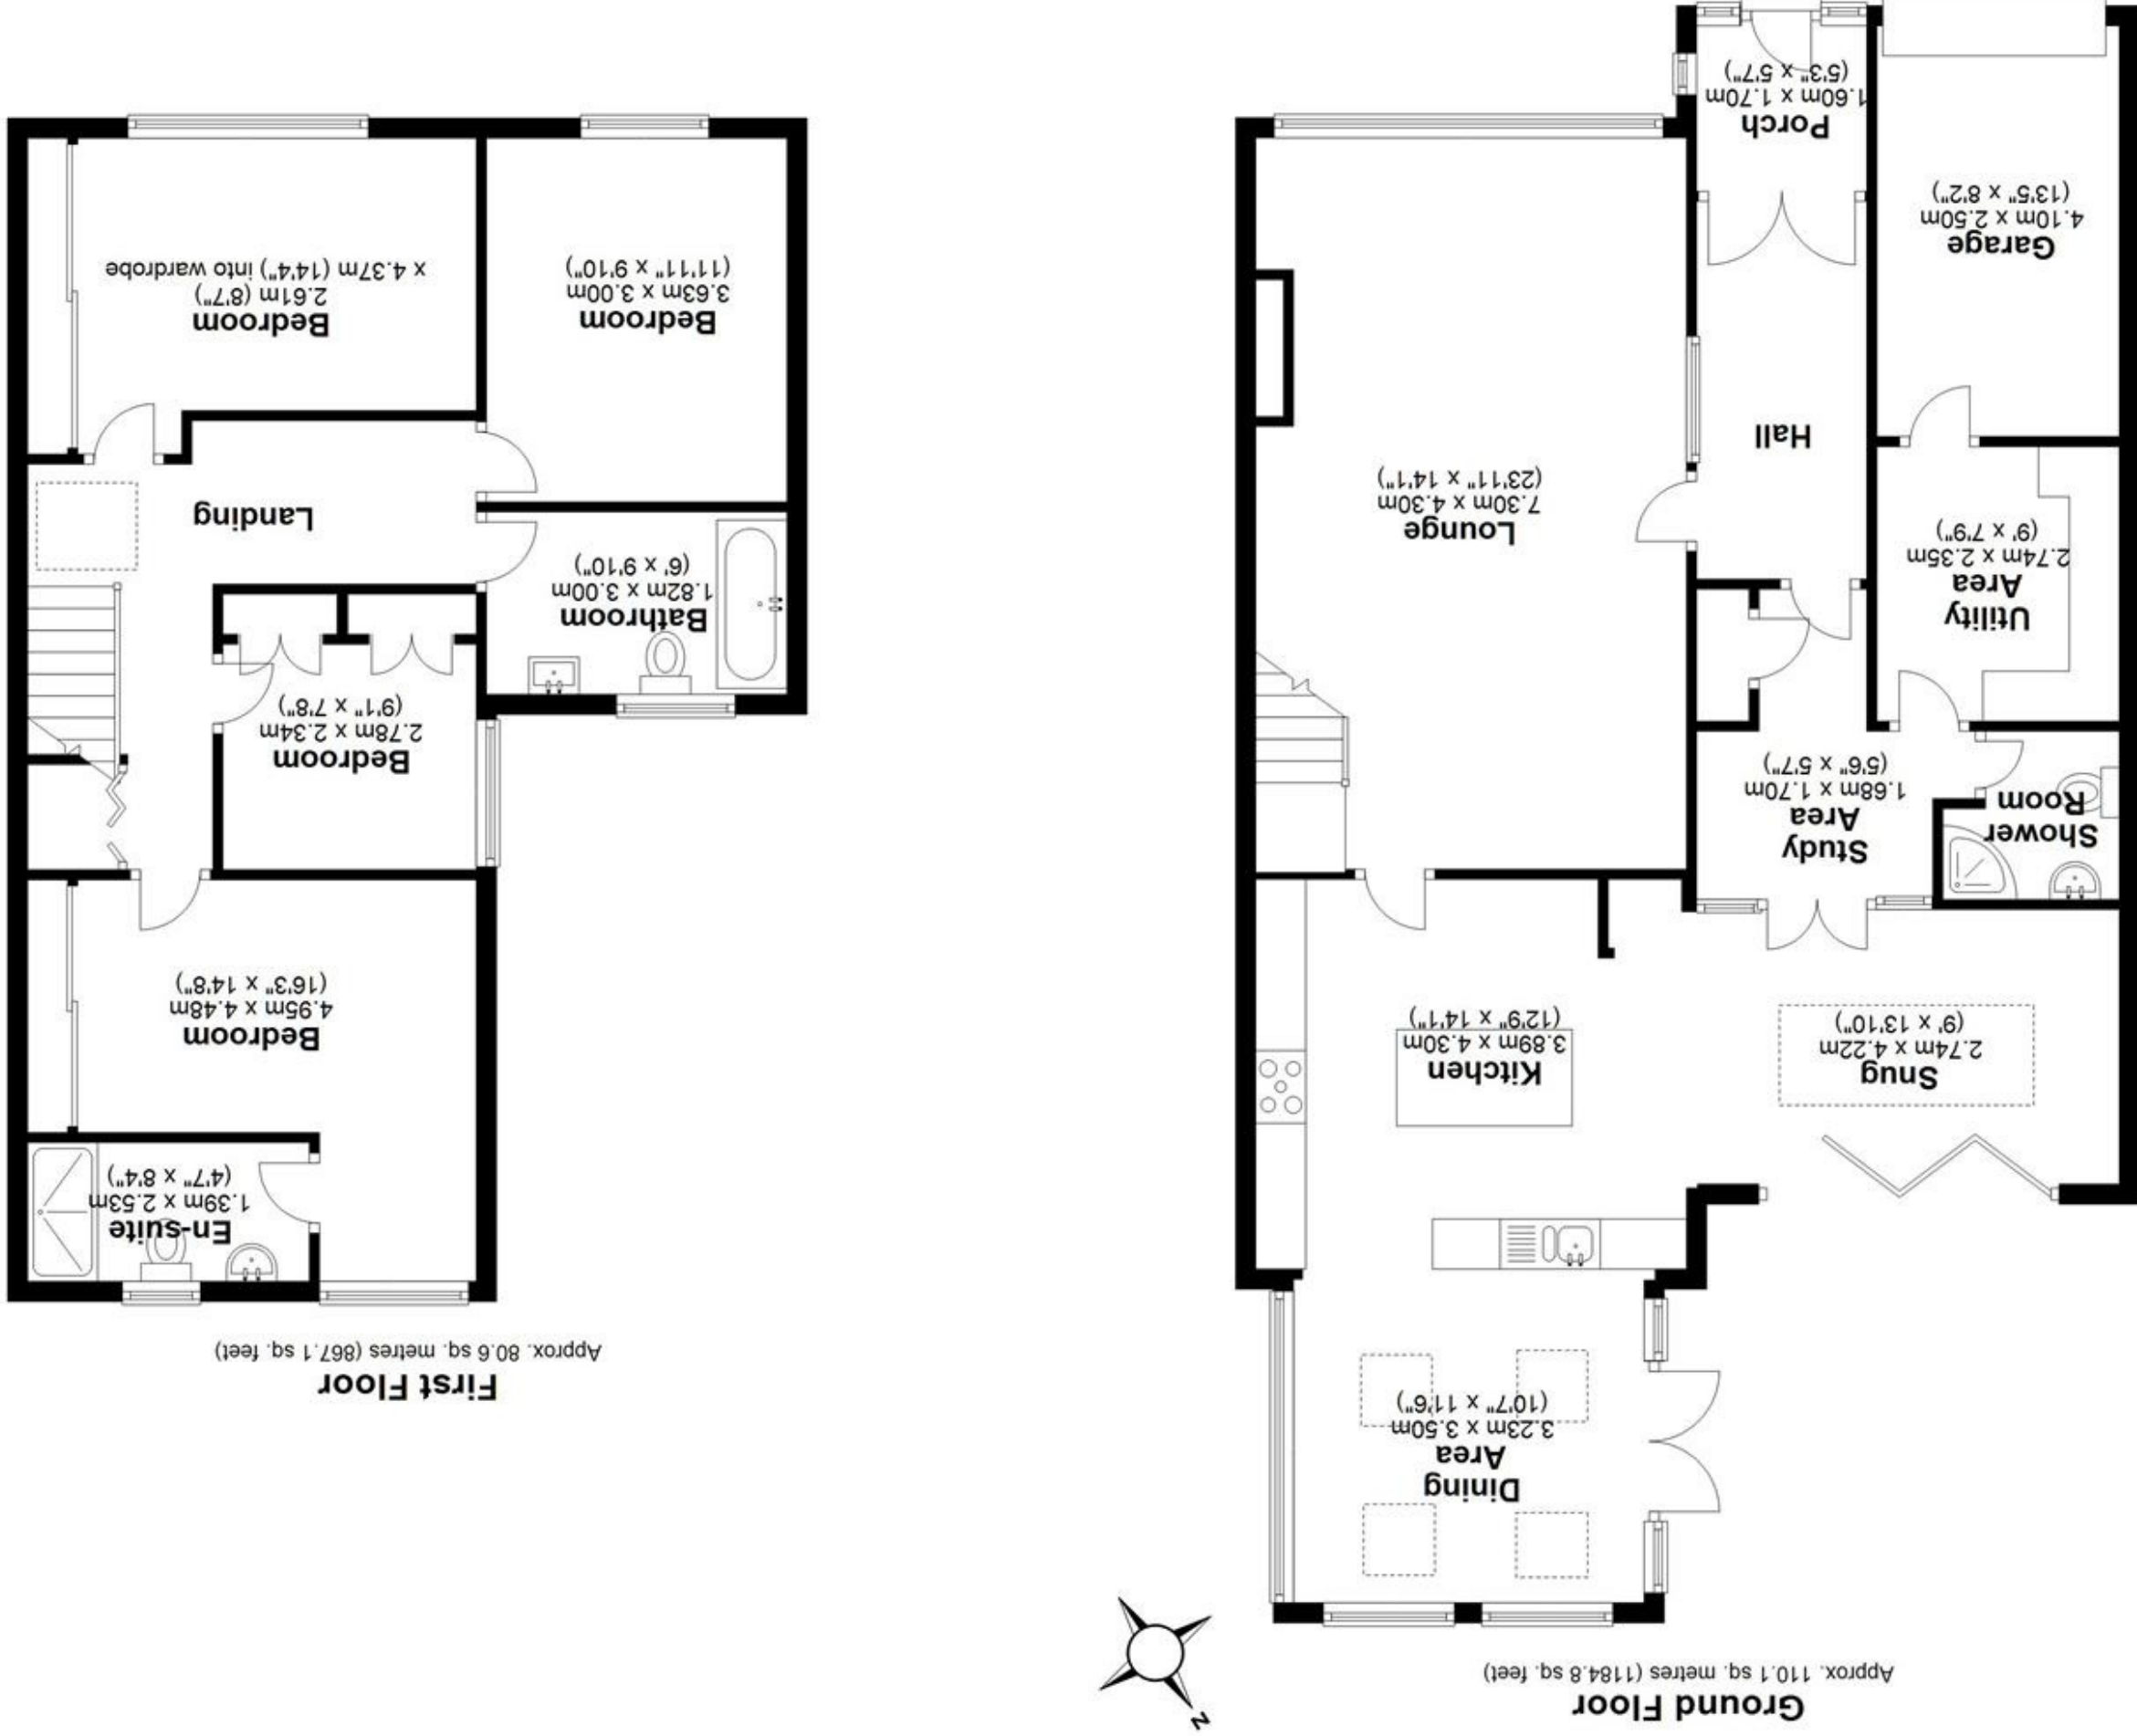 Ground Floor
Approx. 110.1 sq. metres (1184.8 sq. feet)
N
Dining
Area
3.23m x 3.50m
(10'7" x 11'6")
Kitchen
3.89m x 4.30m
(12'9" x 14'1")
Snug
2.74m x 4.22m
(9' x 13'10")
Study
Area
1.68m x 1.70m
(5'6" x 5'7")
Shower
Room
Utility
Area
2.74m x 2.35m
(9' x 7'9")
Lounge
7.30m x 4.30m
(23'11" x 14'1")
Hall
Garage
4.10m x 2.50m
(13'5" x 8'2")
Porch
1.60m x 1.70m
(5'3" x 5'7")
First Floor
Approx. 80.6 sq. metres (867.1 sq. feet)
En-suite
1.39m x 2.53m
(4'7" x 8'4")
Bedroom
4.95m x 4.48m
(16'3" x 14'8")
Bedroom
2.78m x 2.34m
(9'1" x 7'8")
Bathroom
1.82m x 3.00m
(6' x 9'10")
Landing
Bedroom
3.63m x 3.00m
(11'11" x 9'10")
Bedroom
2.61m (8'7")
x 4.37m (14'4") into wardrobe